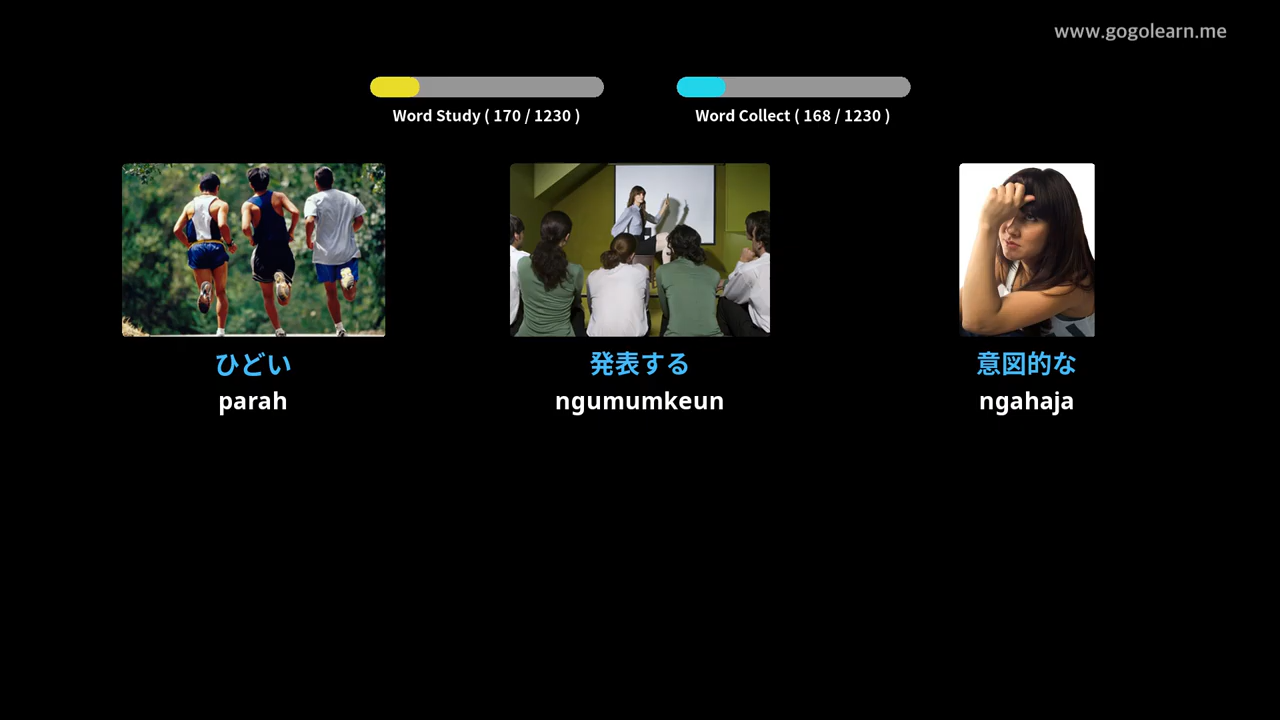 www.gogolearn.me
Word Study ( 170 / 1230 )
Word Collect ( 168 / 1230 )
ひどい
parah
発表する
ngumumkeun
意図的な
ngahaja